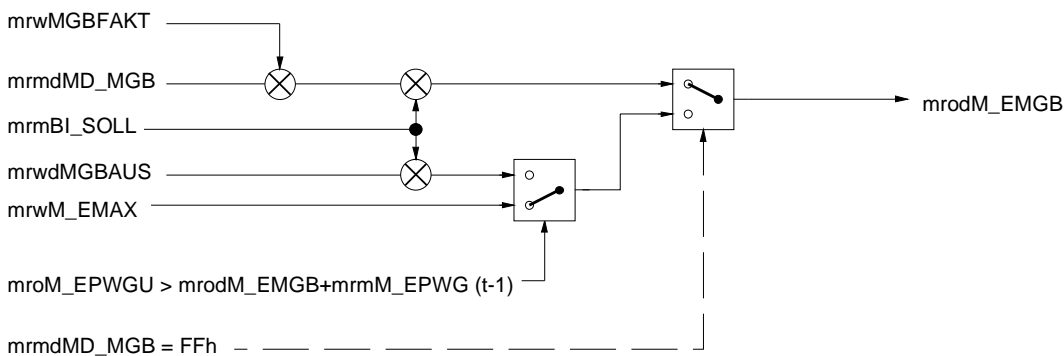 mrwMGBFAKT
mrmdMD_MGB
mrodM_EMGB
mrmBI_SOLL
mrwdMGBAUS
mrwM_EMAX
mroM_EPWGU > mrodM_EMGB+mrmM_EPWG (t-1)
mrmdMD_MGB = FFh